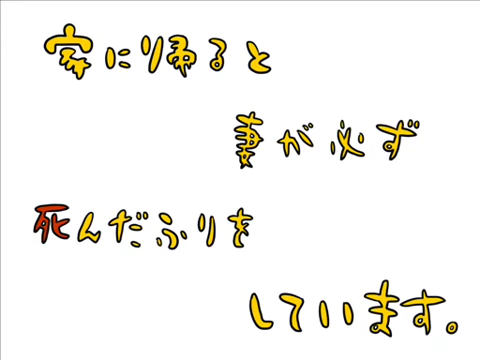 家に帰ると
妻が必ず
死んだふりを
しています。